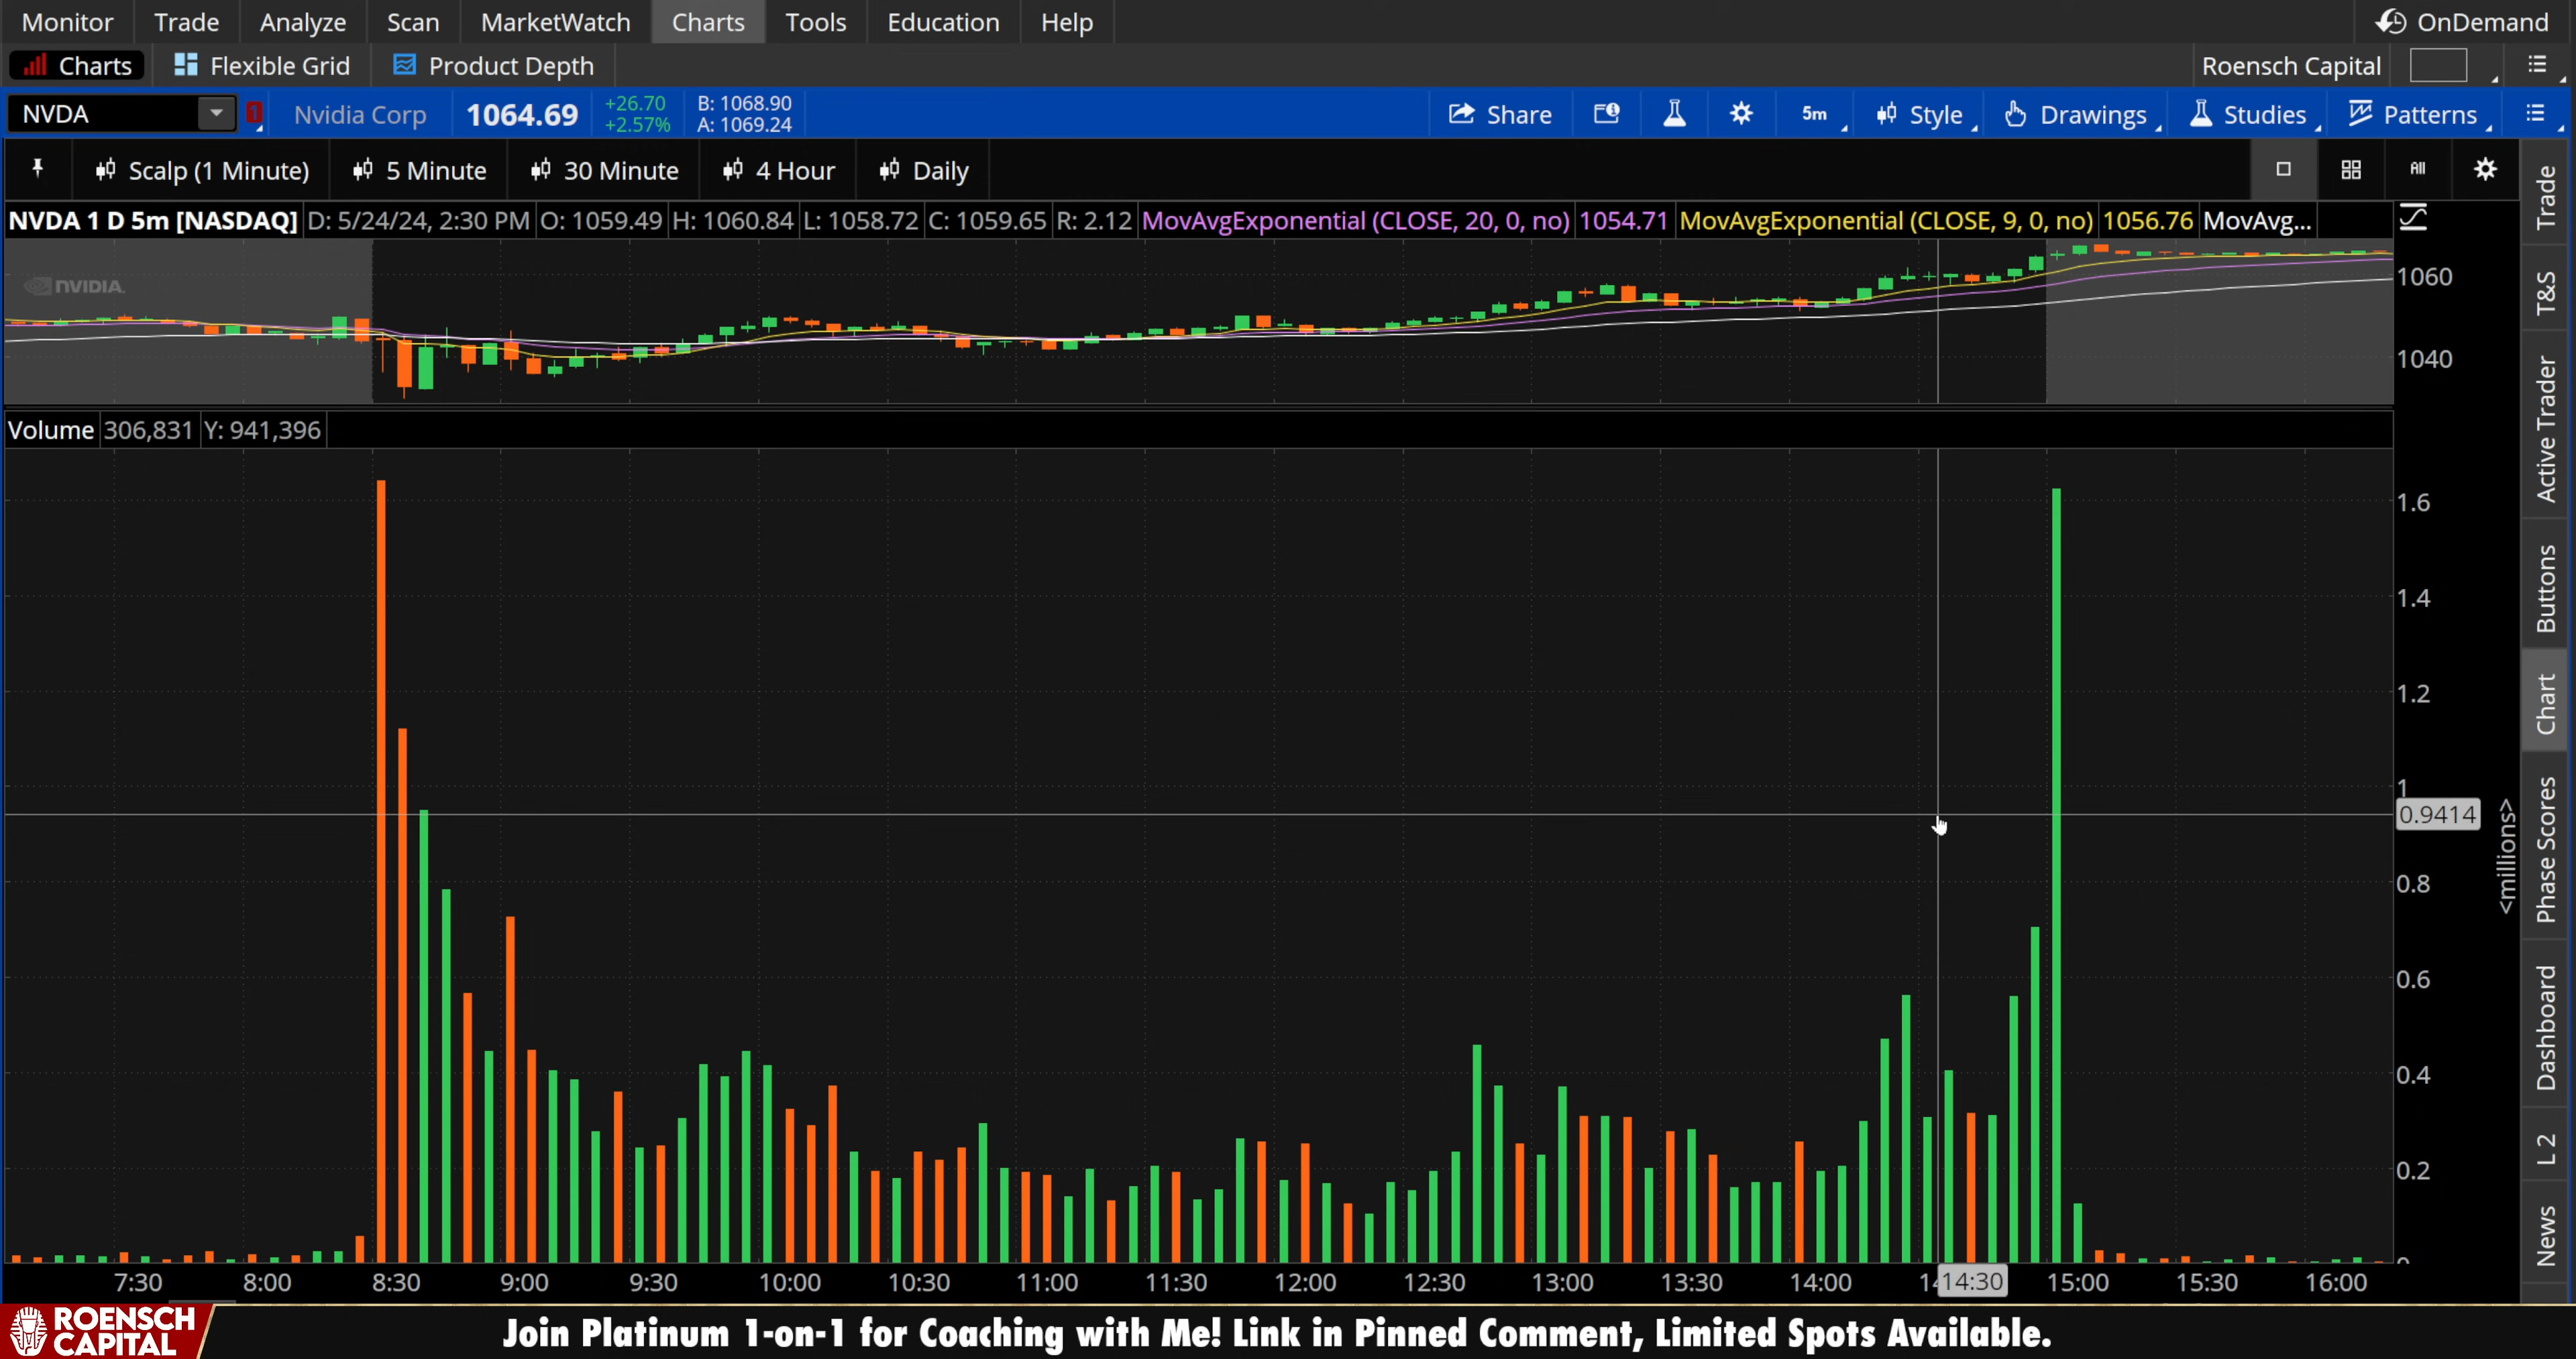 Monitor Trade Analyze Scan MarketWatch Charts Tools Education Help OnDemand
Charts Flexible Grid Product Depth Roensch Capital
NVDA 1 Nvidia Corp 1064.69 +26.70 B: 1068.90 Share 5m Style Drawings Studies Patterns
+2.57% A: 1069.24
Scalp (1 Minute) 5 Minute 30 Minute 4 Hour Daily All
NVDA 1 D 5m [NASDAQ] D: 5/24/24, 2:30 PM O: 1059.49 H: 1060.84 L: 1058.72 C: 1059.65 R: 2.12 MovAvgExponential (CLOSE, 20, 0, no) 1054.71 MovAvgExponential (CLOSE, 9, 0, no) 1056.76 MovAvg...
NVIDIA.
1060
1040
Volume 306,831 Y: 941,396
1.6
1.4
1.2
1
0.9414
0.8
0.6
0.4
0.2
0
<millions>
7:30 8:00 8:30 9:00 9:30 10:00 10:30 11:00 11:30 12:00 12:30 13:00 13:30 14:00 14:30 15:00 15:30 16:00
Trade
T&S
Active Trader
Buttons
Chart
Phase Scores
Dashboard
L 2
News
ROENSCH
CAPITAL
Join Platinum 1-on-1 for Coaching with Me! Link in Pinned Comment, Limited Spots Available.